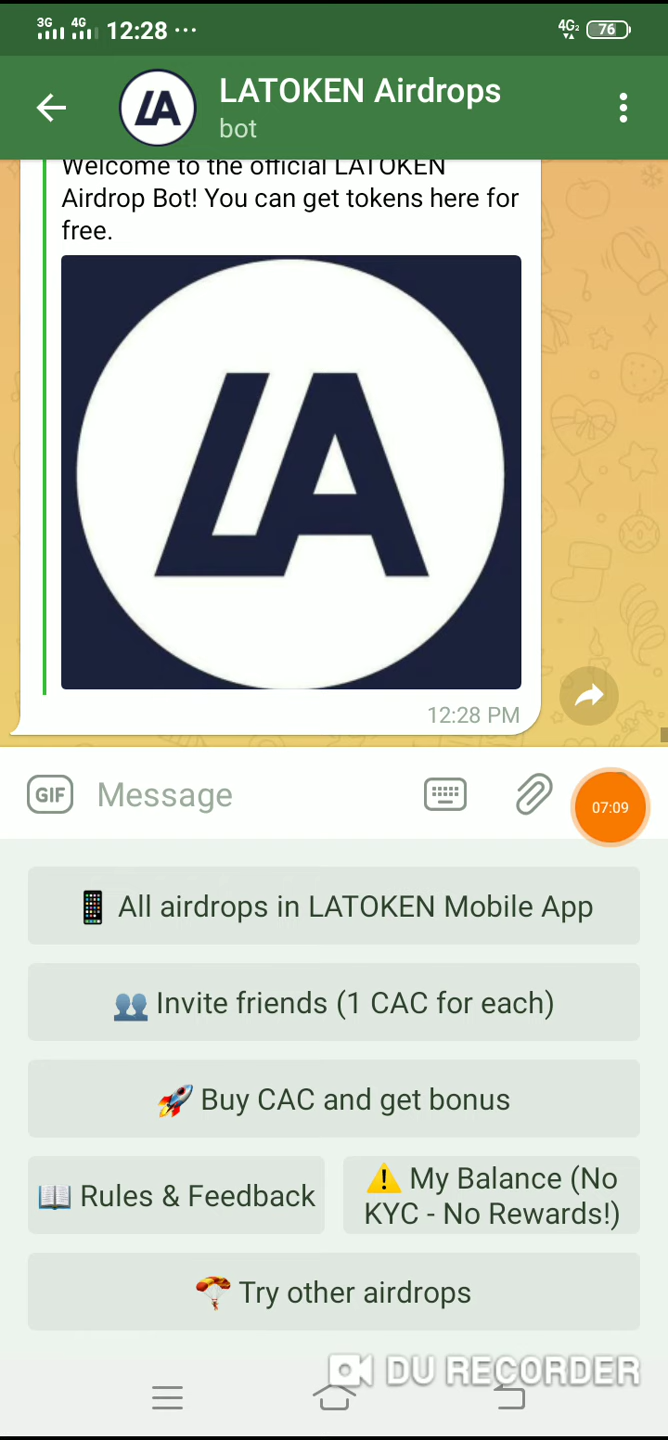 3G 4G 12:28 ... 4G2 76
LATOKEN Airdrops
bot
Welcome to the official LATOKEN
Airdrop Bot! You can get tokens here for
free.
LA
12:28 PM
GIF Message 07:09
All airdrops in LATOKEN Mobile App
Invite friends (1 CAC for each)
Buy CAC and get bonus
Rules & Feedback
My Balance (No
KYC - No Rewards!)
Try other airdrops
DU RECORDER